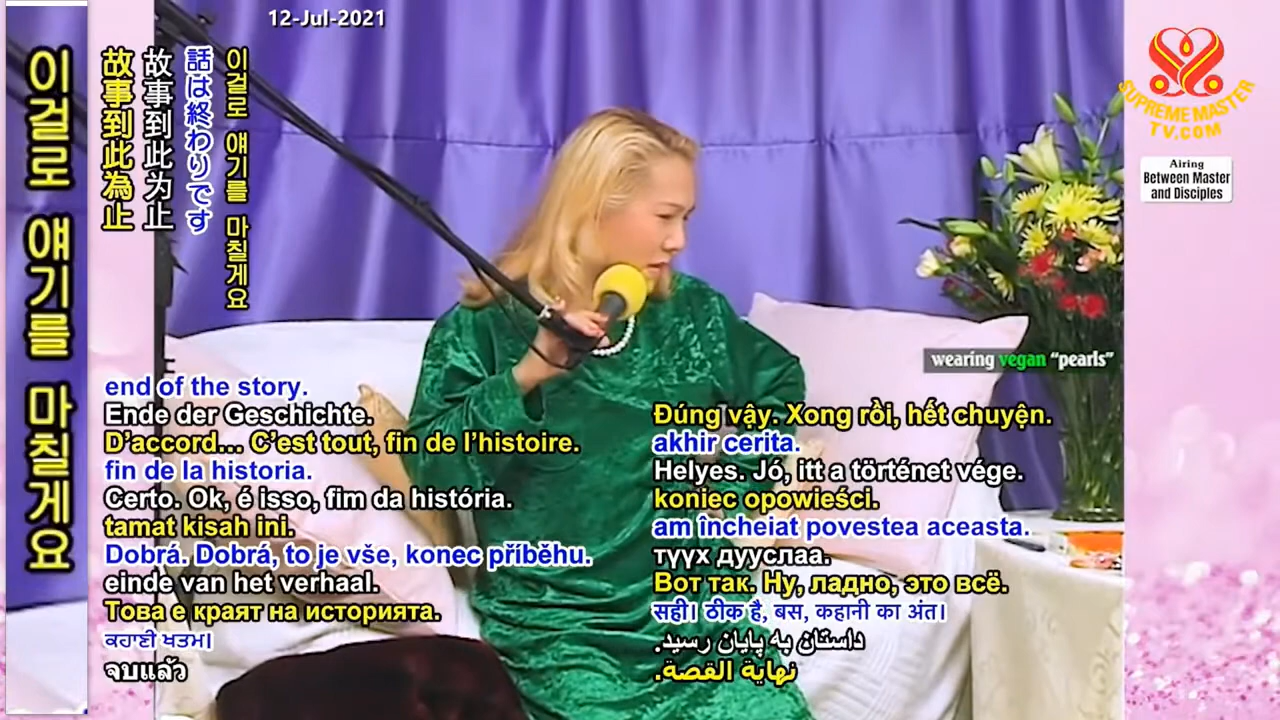 12-Jul-2021
이걸로 얘기를 마칠게요
故事到此為止
故事到此为止
話は終わりです
이걸로 얘기를 마칠게요
SUPREME MASTER
TV.COM
Airing
Between Master
and Disciples
wearing vegan “pearls”
end of the story.
Ende der Geschichte.
D’accord... C’est tout, fin de l’histoire.
fin de la historia.
Certo. Ok, é isso, fim da história.
tamat kisah ini.
Dobrá. Dobrá, to je vše, konec příběhu.
einde van het verhaal.
Това е краят на историята.
ਕਹਾਣੀ ਖਤਮ।
จบแล้ว
Đúng vậy. Xong rồi, hết chuyện.
akhir cerita.
Helyes. Jó, itt a történet vége.
koniec opowieści.
am încheiat povestea aceasta.
түүх дууслаа.
Вот так. Ну, ладно, это всё.
सही। ठीक है, बस, कहानी का अंत।
داستان به پایان رسید.
نهاية القصة.